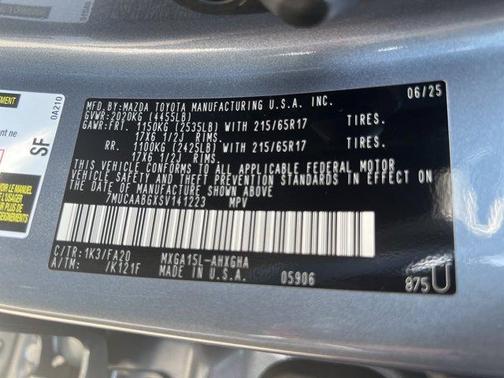 MFD. BY: MAZDA TOYOTA MANUFACTURING U.S.A. INC. 06/25
GVWR: 2020KG (4455LB)
GAWR: FRT. 1150KG (2535LB) WITH 215/65R17 TIRES.
17X6 1/2J RIMS.
RR. 1100KG (2425LB) WITH 215/65R17 TIRES.
17X6 1/2J RIMS.
THIS VEHICLE CONFORMS TO ALL APPLICABLE FEDERAL MOTOR
VEHICLE SAFETY AND THEFT PREVENTION STANDARDS IN EFFECT ON
THE DATE OF MANUFACTURE SHOWN ABOVE.
7MUCAABGXSV141223 MPV
C/TR: 1K3/FA20 MXGA15L-AHXGHA
A/TM: /K121F MADE IN U.S.A. 05906
875U
0A210
SF